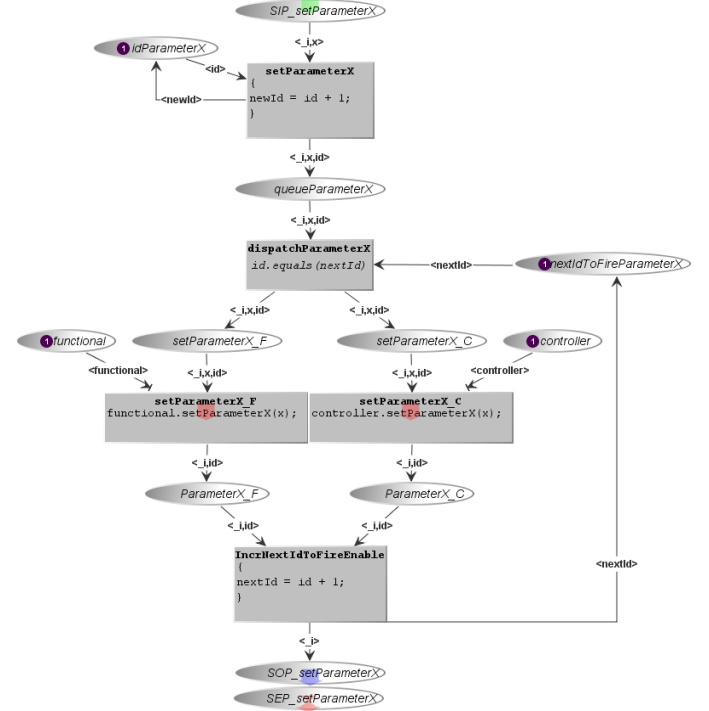 SIP_setParameterX
<_i,x>
1 idParameterX
<id>
<newId>
setParameterX
{
newId = id + 1;
}
<_i,x,id>
queueParameterX
<_i,x,id>
dispatchParameterX
id.equals(nextId)
<nextId>
1 nextIdToFireParameterX
<_i,x,id> <_i,x,id>
1 functional setParameterX_F setParameterX_C 1 controller
<functional> <_i,x,id> <_i,x,id> <controller>
setParameterX_F
functional.setParameterX(x);
setParameterX_C
controller.setParameterX(x);
<_i,id> <_i,id>
ParameterX_F ParameterX_C
<_i,id> <_i,id>
IncrNextIdToFireEnable
{
nextId = id + 1;
}
<nextId>
<_i>
SOP_setParameterX
SEP_setParameterX